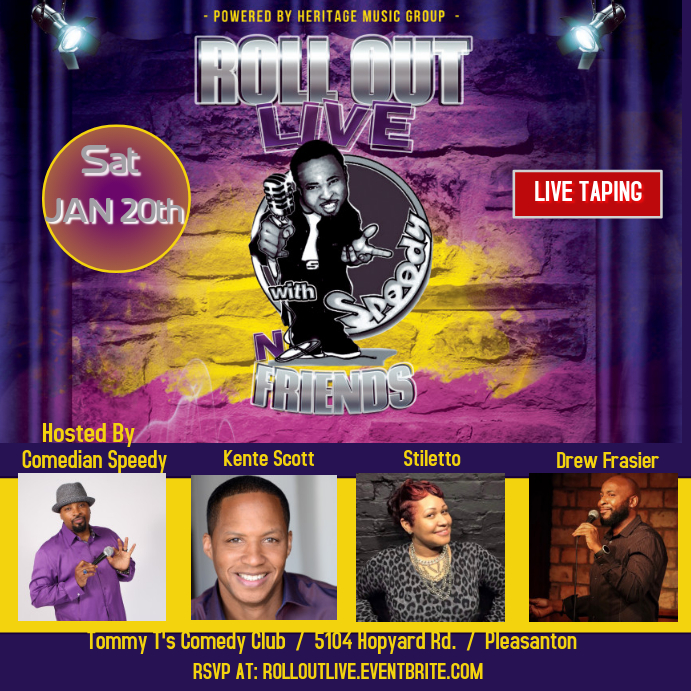 - POWERED BY HERITAGE MUSIC GROUP -
ROLL OUT
LIVE
Sat
JAN 20th
LIVE TAPING
S
with
Speedy
N
FRIENDS
Hosted By
Comedian Speedy
Kente Scott
Stiletto
Drew Frasier
Tommy T's Comedy Club / 5104 Hopyard Rd. / Pleasanton
RSVP AT: ROLLOUTLIVE.EVENTBRITE.COM